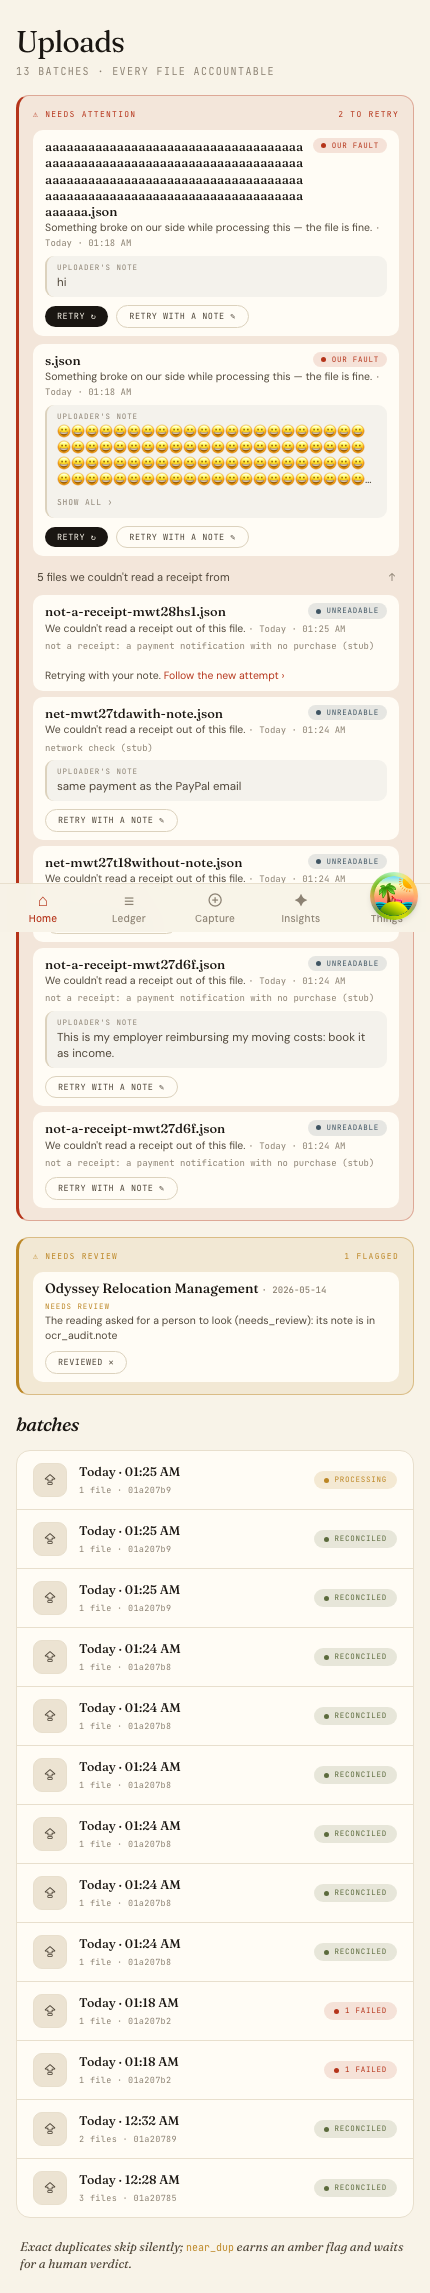 Uploads
13 BATCHES · EVERY FILE ACCOUNTABLE
⚠ NEEDS ATTENTION
2 TO RETRY
aaaaaaaaaaaaaaaaaaaaaaaaaaaaaaaaaaaa
aaaaaaaaaaaaaaaaaaaaaaaaaaaaaaaaaaaa
aaaaaaaaaaaaaaaaaaaaaaaaaaaaaaaaaaaa
aaaaaaaaaaaaaaaaaaaaaaaaaaaaaaaaaaaa
aaaaaa.json
OUR FAULT
Something broke on our side while processing this — the file is fine. ·
Today · 01:18 AM
UPLOADER'S NOTE
hi
RETRY ↻
RETRY WITH A NOTE ✎
s.json
OUR FAULT
Something broke on our side while processing this — the file is fine. ·
Today · 01:18 AM
UPLOADER'S NOTE
😀😀😀😀😀😀😀😀😀😀😀😀😀😀😀😀😀😀😀😀😀😀
😀😀😀😀😀😀😀😀😀😀😀😀😀😀😀😀😀😀😀😀😀😀
😀😀😀😀😀😀😀😀😀😀😀😀😀😀😀😀😀😀😀😀😀😀
😀😀😀😀😀😀😀😀😀😀😀😀😀😀😀😀😀😀😀😀😀😀…
SHOW ALL ›
RETRY ↻
RETRY WITH A NOTE ✎
5 files we couldn't read a receipt from
↑
not-a-receipt-mwt28hs1.json
UNREADABLE
We couldn't read a receipt out of this file. · Today · 01:25 AM
not a receipt: a payment notification with no purchase (stub)
Retrying with your note. Follow the new attempt ›
net-mwt27tdawith-note.json
UNREADABLE
We couldn't read a receipt out of this file. · Today · 01:24 AM
network check (stub)
UPLOADER'S NOTE
same payment as the PayPal email
RETRY WITH A NOTE ✎
net-mwt27t18without-note.json
UNREADABLE
We couldn't read a receipt out of this file. · Today · 01:24 AM
Home
Ledger
Capture
Insights
Things
not-a-receipt-mwt27d6f.json
UNREADABLE
We couldn't read a receipt out of this file. · Today · 01:24 AM
not a receipt: a payment notification with no purchase (stub)
UPLOADER'S NOTE
This is my employer reimbursing my moving costs: book it
as income.
RETRY WITH A NOTE ✎
not-a-receipt-mwt27d6f.json
UNREADABLE
We couldn't read a receipt out of this file. · Today · 01:24 AM
not a receipt: a payment notification with no purchase (stub)
RETRY WITH A NOTE ✎
⚠ NEEDS REVIEW
1 FLAGGED
Odyssey Relocation Management · 2026-05-14
NEEDS REVIEW
The reading asked for a person to look (needs_review): its note is in
ocr_audit.note
REVIEWED ×
batches
Today · 01:25 AM
1 file · 01a207b9
PROCESSING
Today · 01:25 AM
1 file · 01a207b9
RECONCILED
Today · 01:25 AM
1 file · 01a207b9
RECONCILED
Today · 01:24 AM
1 file · 01a207b8
RECONCILED
Today · 01:24 AM
1 file · 01a207b8
RECONCILED
Today · 01:24 AM
1 file · 01a207b8
RECONCILED
Today · 01:24 AM
1 file · 01a207b8
RECONCILED
Today · 01:24 AM
1 file · 01a207b8
RECONCILED
Today · 01:24 AM
1 file · 01a207b8
RECONCILED
Today · 01:18 AM
1 file · 01a207b2
1 FAILED
Today · 01:18 AM
1 file · 01a207b2
1 FAILED
Today · 12:32 AM
2 files · 01a20789
RECONCILED
Today · 12:28 AM
3 files · 01a20785
RECONCILED
Exact duplicates skip silently; near_dup earns an amber flag and waits
for a human verdict.